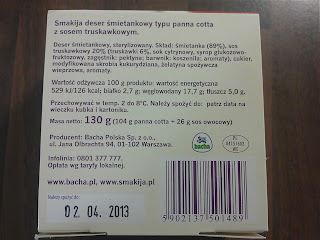 Smakija deser śmietankowy typu panna cotta
z sosem truskawkowym.
Deser śmietankowy, sterylizowany. Skład: śmietanka (89%), sos
truskawkowy 20% (truskawki 6%, sok cytrynowy, syrop glukozowo-
fruktozowy, zagęstnik: pektyny; barwnik: koszenila; aromaty), cukier,
modyfikowana skrobia kukurydziana, żelatyna spożywcza
wieprzowa, aromaty.
Wartość odżywcza 100 g produktu: wartość energetyczna
529 kJ/126 kcal; białko 2,7 g; węglowodany 17,7 g; tłuszcz 5,0 g.
Przechowywać w temp. 2 do 8°C. Należy spożyć do: patrz data na
wieczku kubka i kartoniku.
Masa netto: 130 g (104 g panna cotta + 26 g sos owocowy)
Producent: Bacha Polska Sp. z o.o.,
ul. Jana Olbrachta 94, 01-102 Warszawa.
bacha
PL
WE
Infolinia: 0801 377 777.
Opłata wg taryfy lokalnej.
www.bacha.pl, www.smakija.pl
Należy spożyć do:
02. 04. 2013
5902137501489